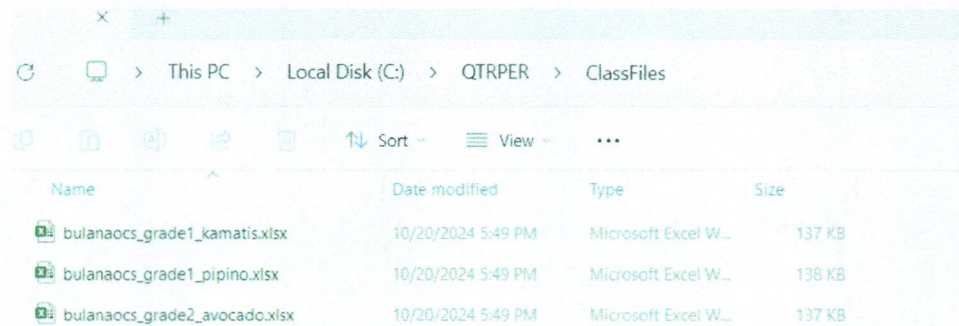 This PC > Local Disk (C:) > QTRPER > ClassFiles
Sort View
Name Date modified Type Size
bulanaocs_grade1_kamatis.xlsx 10/20/2024 5:49 PM Microsoft Excel W... 137 KB
bulanaocs_grade1_pipino.xlsx 10/20/2024 5:49 PM Microsoft Excel W... 138 KB
bulanaocs_grade2_avocado.xlsx 10/20/2024 5:49 PM Microsoft Excel W... 137 KB